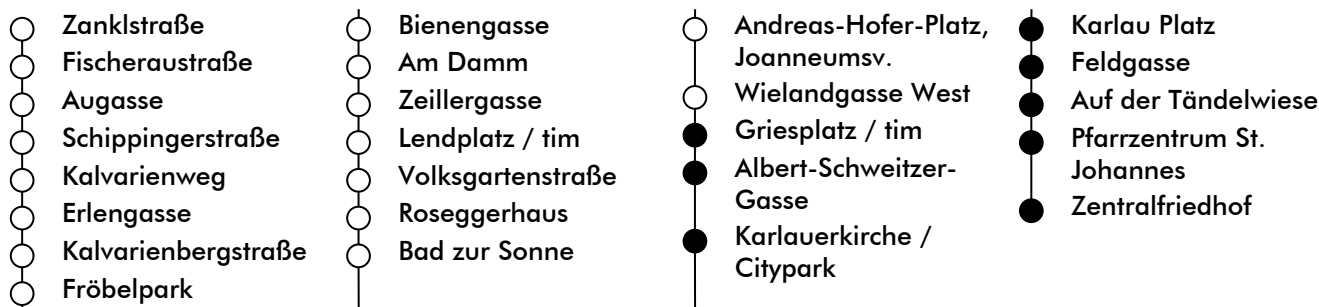 Zanklstraße
Fischeraustraße
Augasse
Schippingerstraße
Kalvarienweg
Erlengasse
Kalvarienbergstraße
Fröbelpark
Bienengasse
Am Damm
Zeillergasse
Lendplatz / tim
Volksgartenstraße
Roseggerhaus
Bad zur Sonne
Andreas-Hofer-Platz,
Joanneumsv.
Wielandgasse West
Griesplatz / tim
Albert-Schweitzer-
Gasse
Karlauerkirche /
Citypark
Karlau Platz
Feldgasse
Auf der Tändelwiese
Pfarrzentrum St.
Johannes
Zentralfriedhof